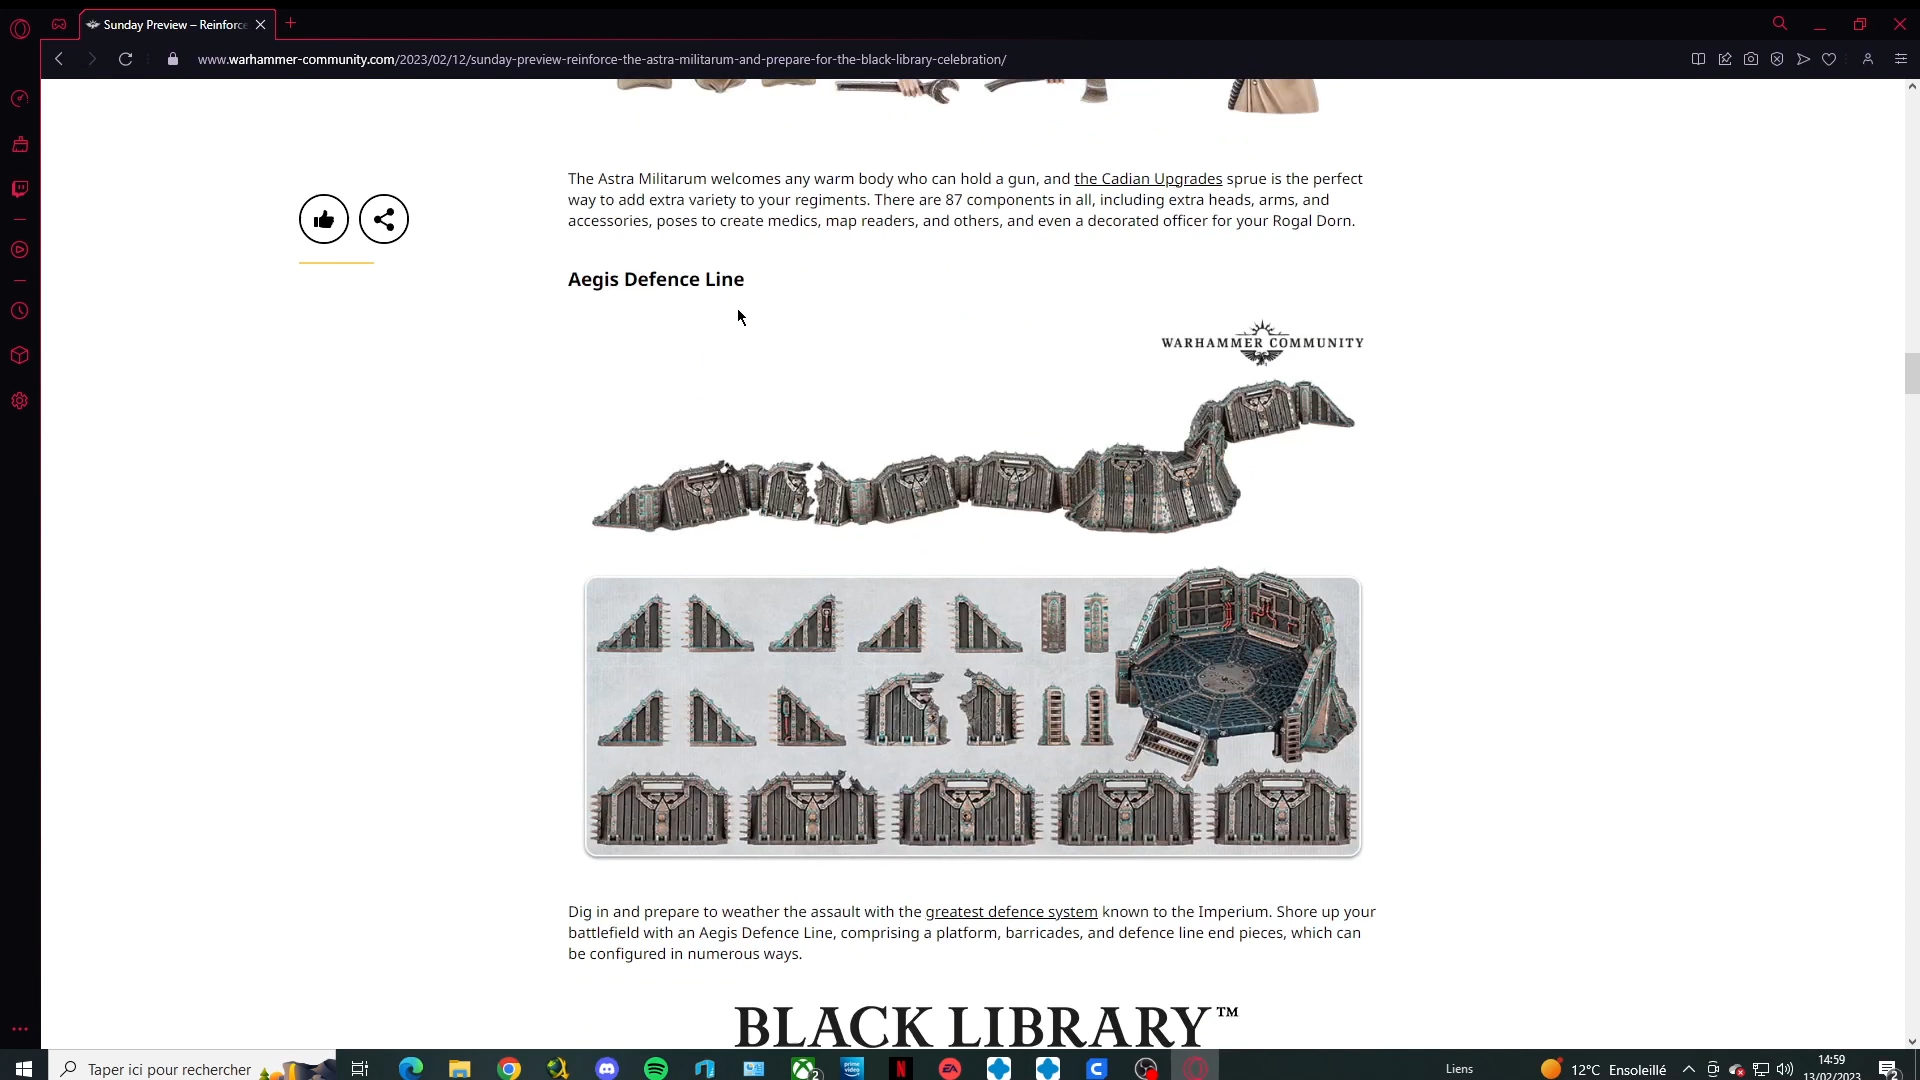 Sunday Preview – Reinforce
www.warhammer-community.com/2023/02/12/sunday-preview-reinforce-the-astra-militarum-and-prepare-for-the-black-library-celebration/
The Astra Militarum welcomes any warm body who can hold a gun, and the Cadian Upgrades sprue is the perfect
way to add extra variety to your regiments. There are 87 components in all, including extra heads, arms, and
accessories, poses to create medics, map readers, and others, and even a decorated officer for your Rogal Dorn.
Aegis Defence Line
WARHAMMER COMMUNITY
Dig in and prepare to weather the assault with the greatest defence system known to the Imperium. Shore up your
battlefield with an Aegis Defence Line, comprising a platform, barricades, and defence line end pieces, which can
be configured in numerous ways.
BLACK LIBRARY™
Taper ici pour rechercher
2
prime video
N
EA
Liens
12°C Ensoleillé
14:59
13/02/2023
2